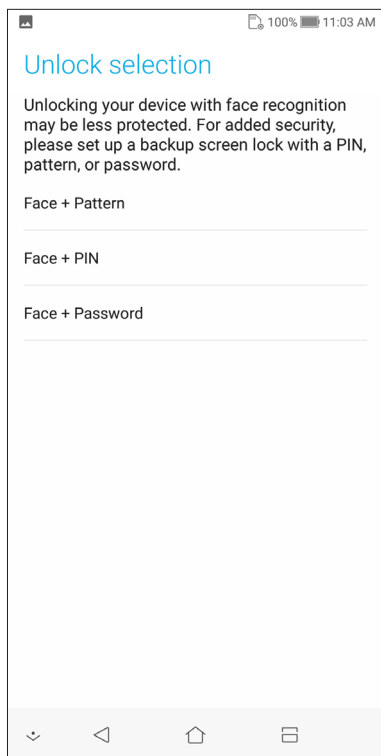 100% 11:03 AM
Unlock selection
Unlocking your device with face recognition
may be less protected. For added security,
please set up a backup screen lock with a PIN,
pattern, or password.
Face + Pattern
Face + PIN
Face + Password